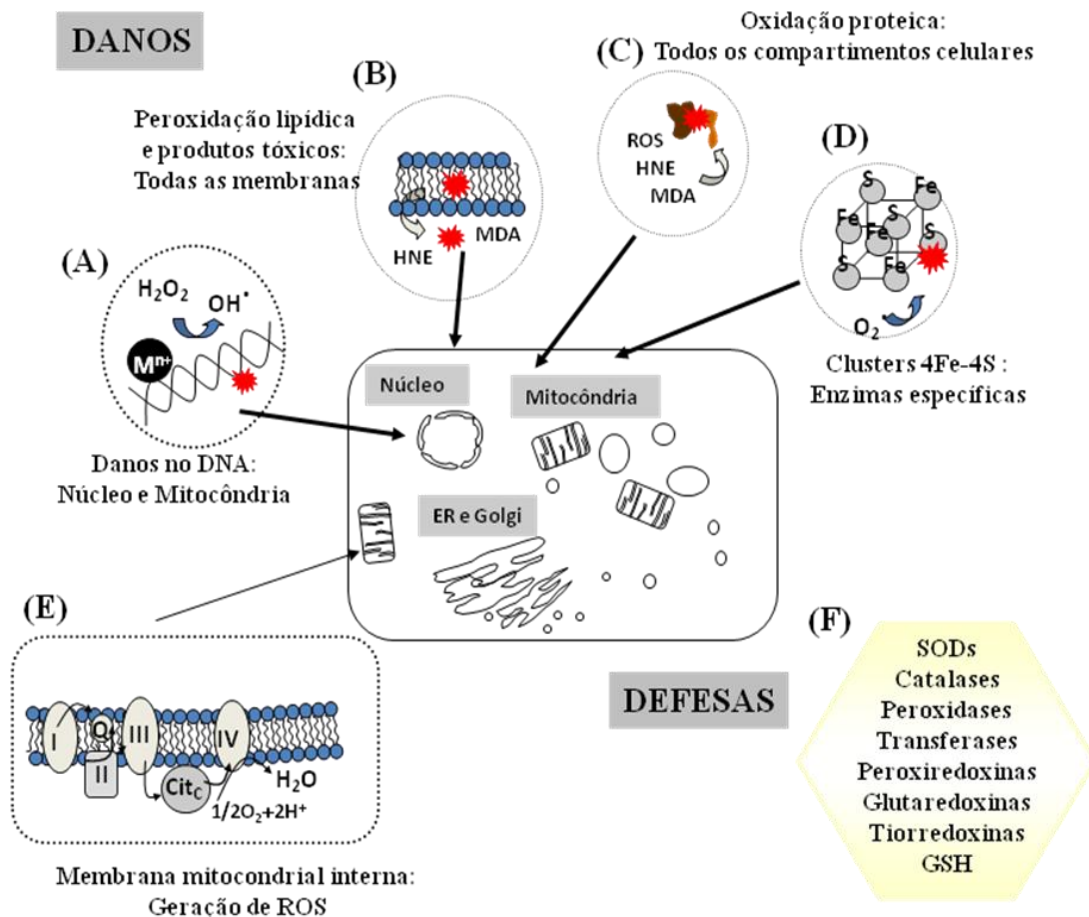 DANOS
Oxidação proteica:
Todos os compartimentos celulares
(C)
ROS
HNE
MDA
(B)
Peroxidação lipídica
e produtos tóxicos:
Todas as membranas
HNE
MDA
(D)
S
Fe
Fe
S
Fe
S
S
Fe
O₂⁻
Clusters 4Fe-4S :
Enzimas específicas
(A)
H₂O₂
OH•
Mⁿ⁺
Danos no DNA:
Núcleo e Mitocôndria
Núcleo
Mitocôndria
ER e Golgi
(E)
I
Q
II
III
Citc
IV
H₂O
1/2O₂+2H⁺
Membrana mitocondrial interna:
Geração de ROS
DEFESAS
(F)
SODs
Catalases
Peroxidases
Transferases
Peroxiredoxinas
Glutaredoxinas
Tiorredoxinas
GSH